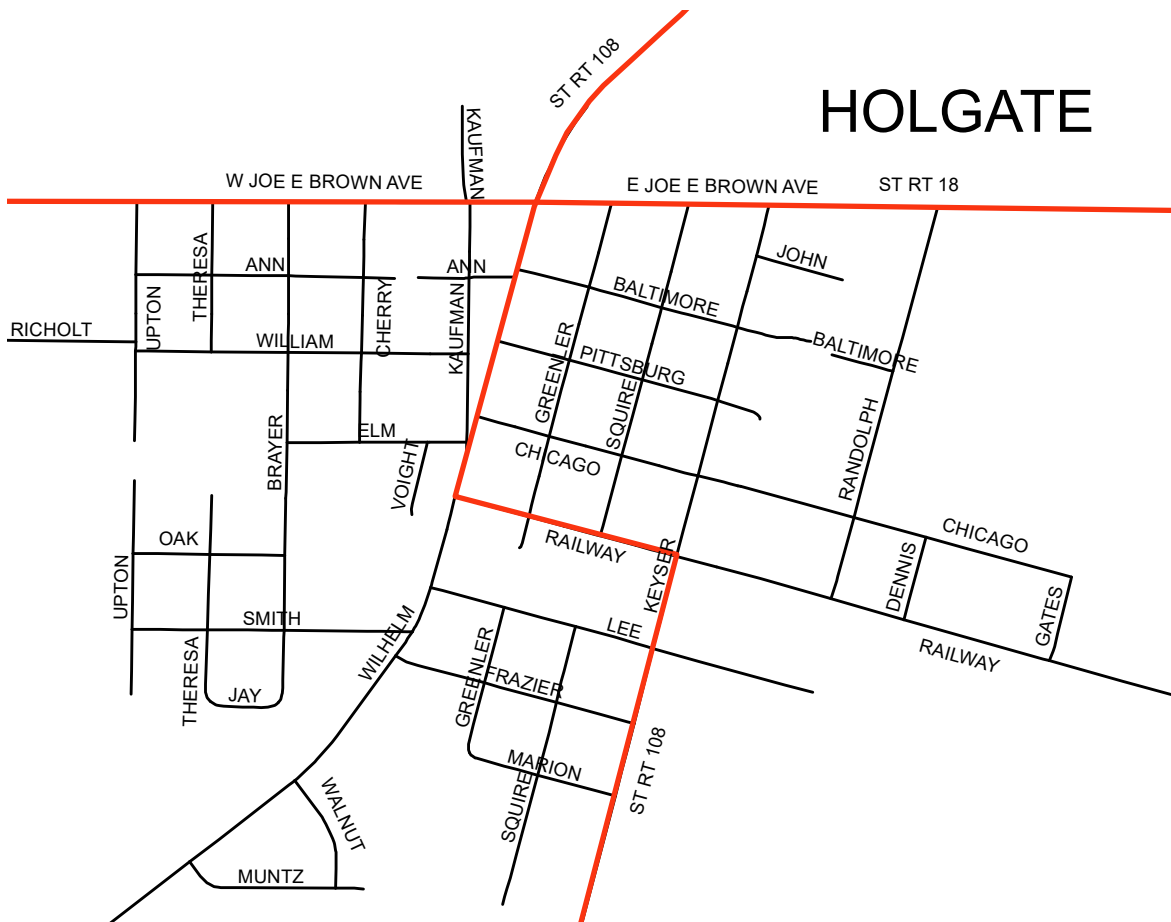 ST RT 108
HOLGATE
KAUFMAN
W JOE E BROWN AVE
E JOE E BROWN AVE
ST RT 18
THERESA
ANN
ANN
JOHN
UPTON
CHERRY
KAUFMAN
BALTIMORE
RICHOLT
WILLIAM
GREENLER
PITTSBURG
BALTIMORE
SQUIRE
RANDOLPH
BRAYER
ELM
VOIGHT
CHICAGO
OAK
RAILWAY
CHICAGO
UPTON
KEYSER
DENNIS
GATES
SMITH
WILHELM
LEE
RAILWAY
THERESA
JAY
GREENLER
FRAZIER
MARION
ST RT 108
SQUIRE
WALNUT
MUNTZ